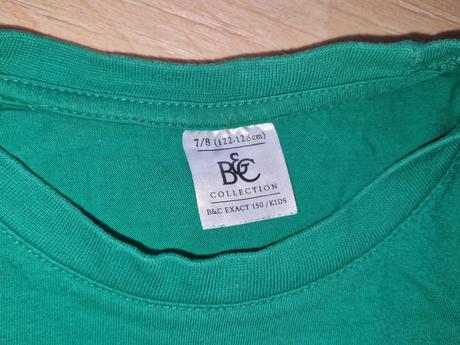 7/8 (122-128cm)
B&C
COLLECTION
B&C EXACT 150 / KIDS